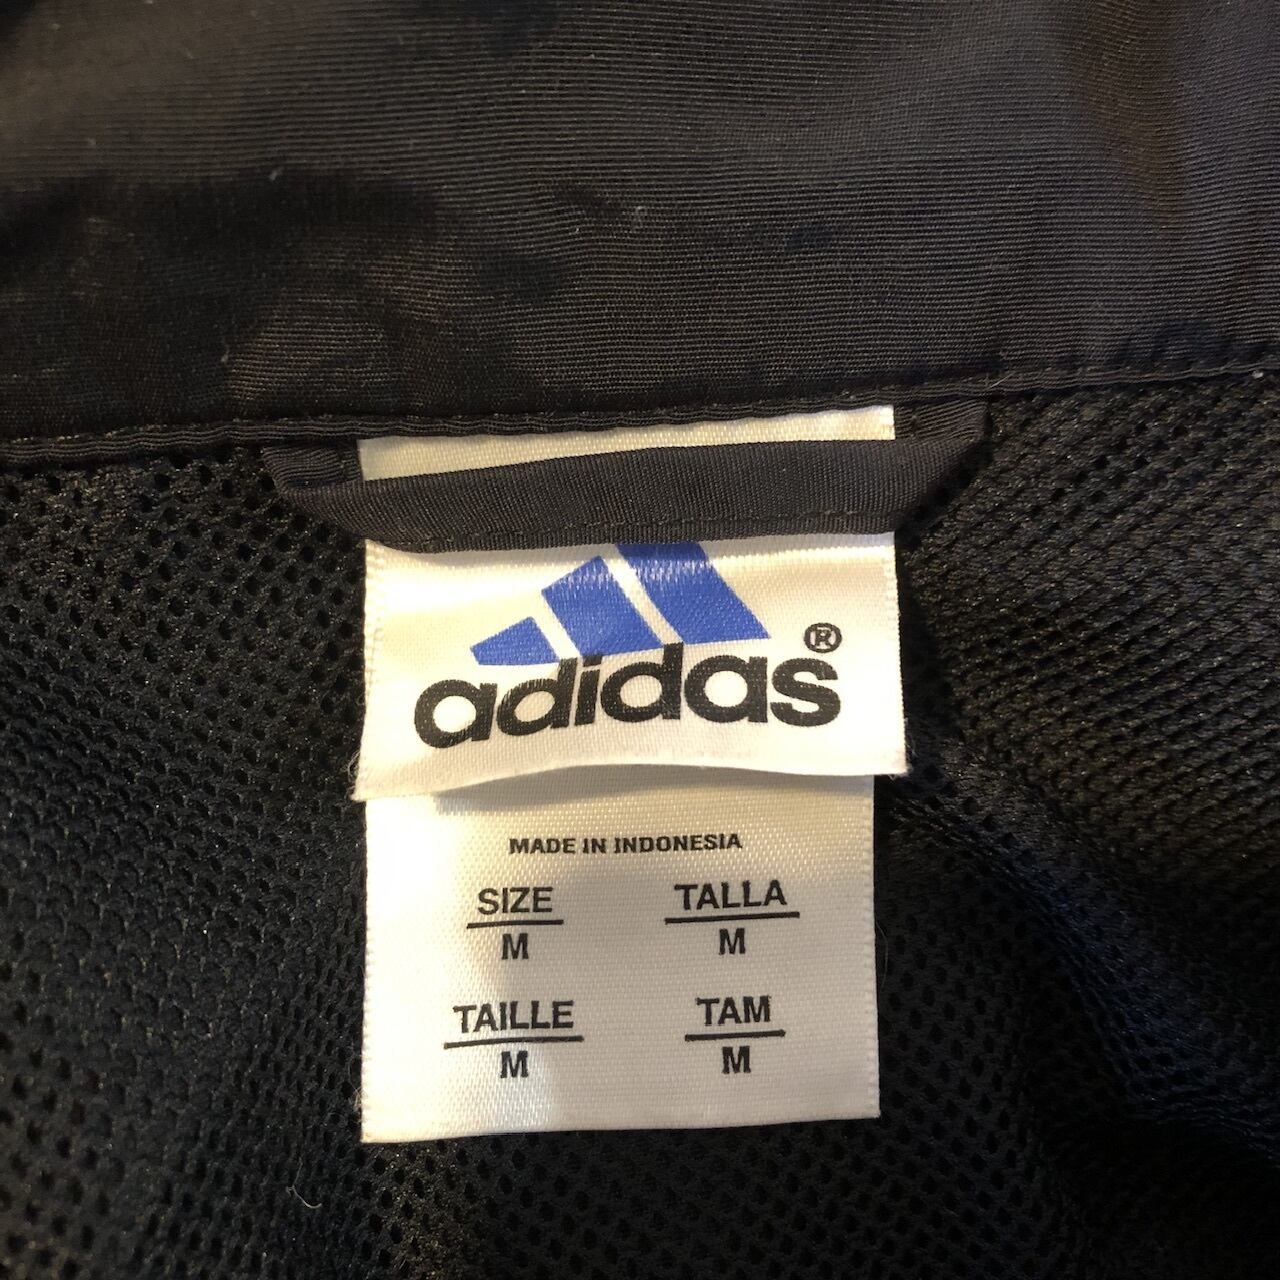 adidas®
MADE IN INDONESIA
SIZE TALLA
M M
TAILLE TAM
M M